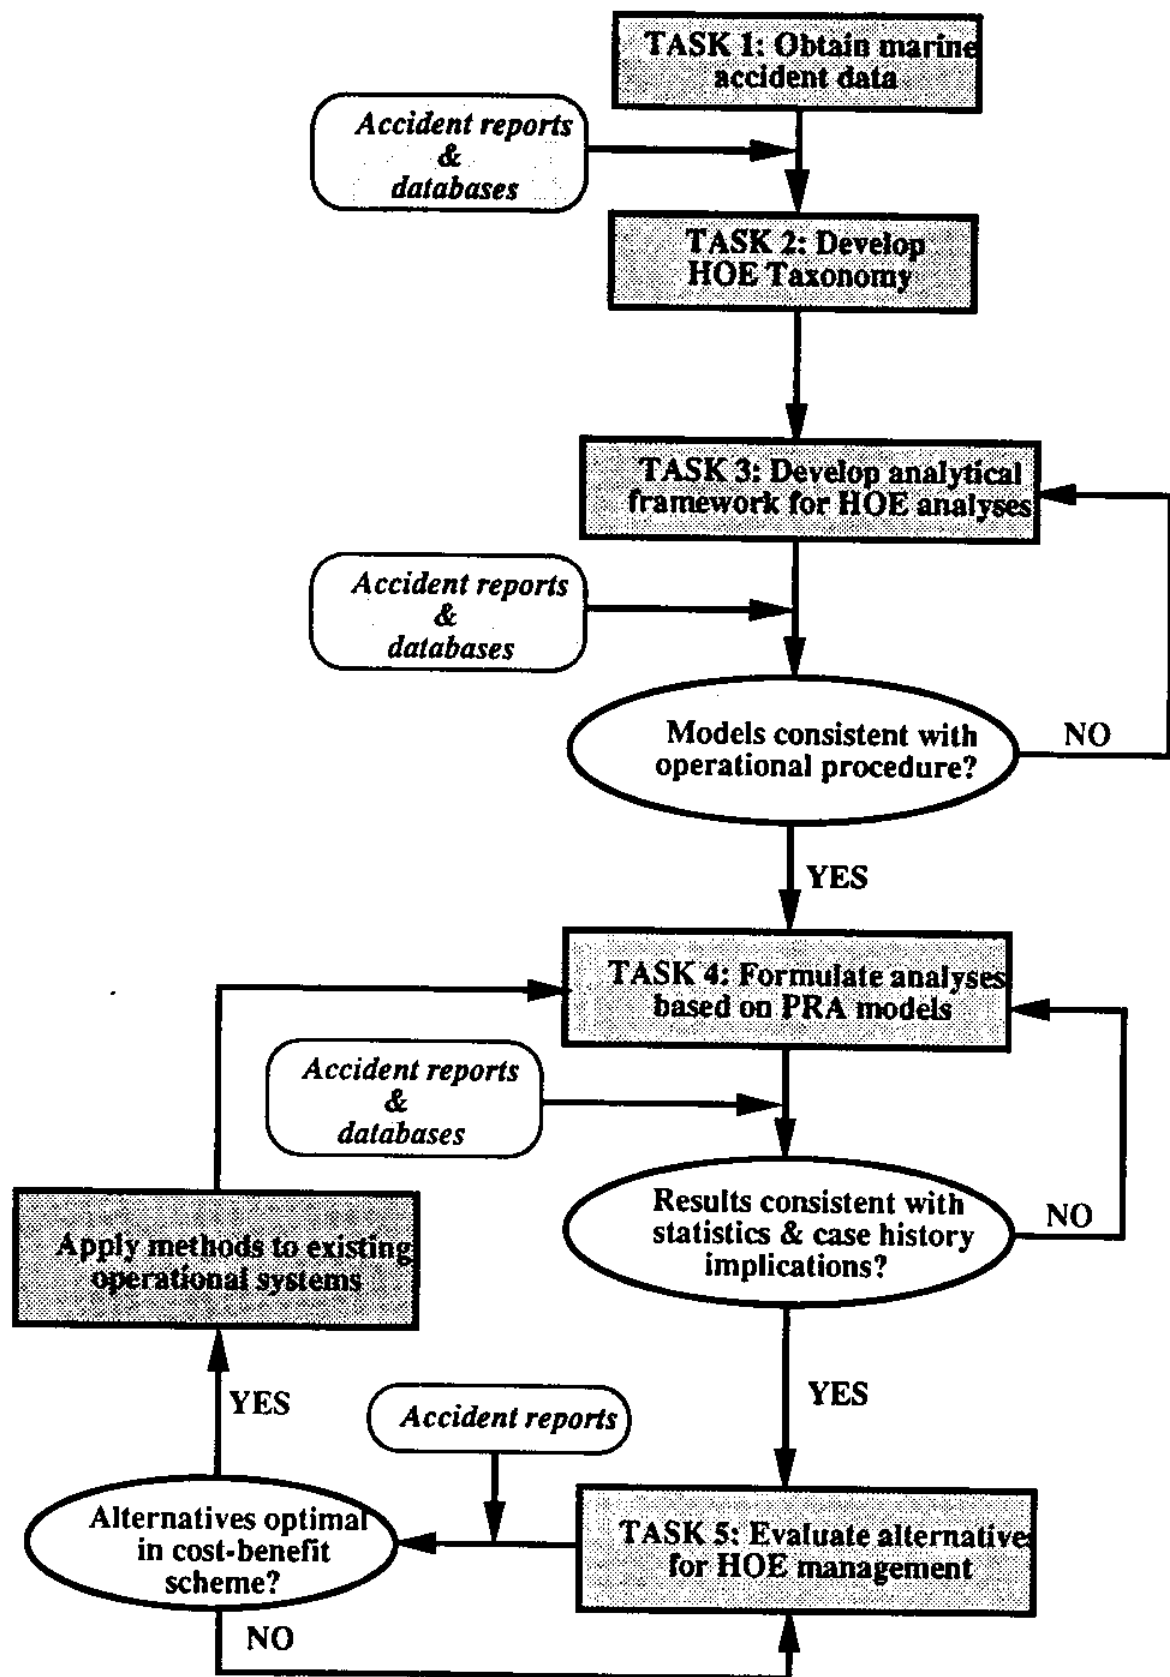 TASK 1: Obtain marine
accident data
Accident reports
&
databases
TASK 2: Develop
HOE Taxonomy
TASK 3: Develop analytical
framework for HOE analyses
Accident reports
&
databases
Models consistent with
operational procedure?
NO
YES
TASK 4: Formulate analyses
based on PRA models
Accident reports
&
databases
Results consistent with
statistics & case history
implications?
NO
Apply methods to existing
operational systems
YES
YES
Accident reports
Alternatives optimal
in cost-benefit
scheme?
TASK 5: Evaluate alternatives
for HOE management
NO